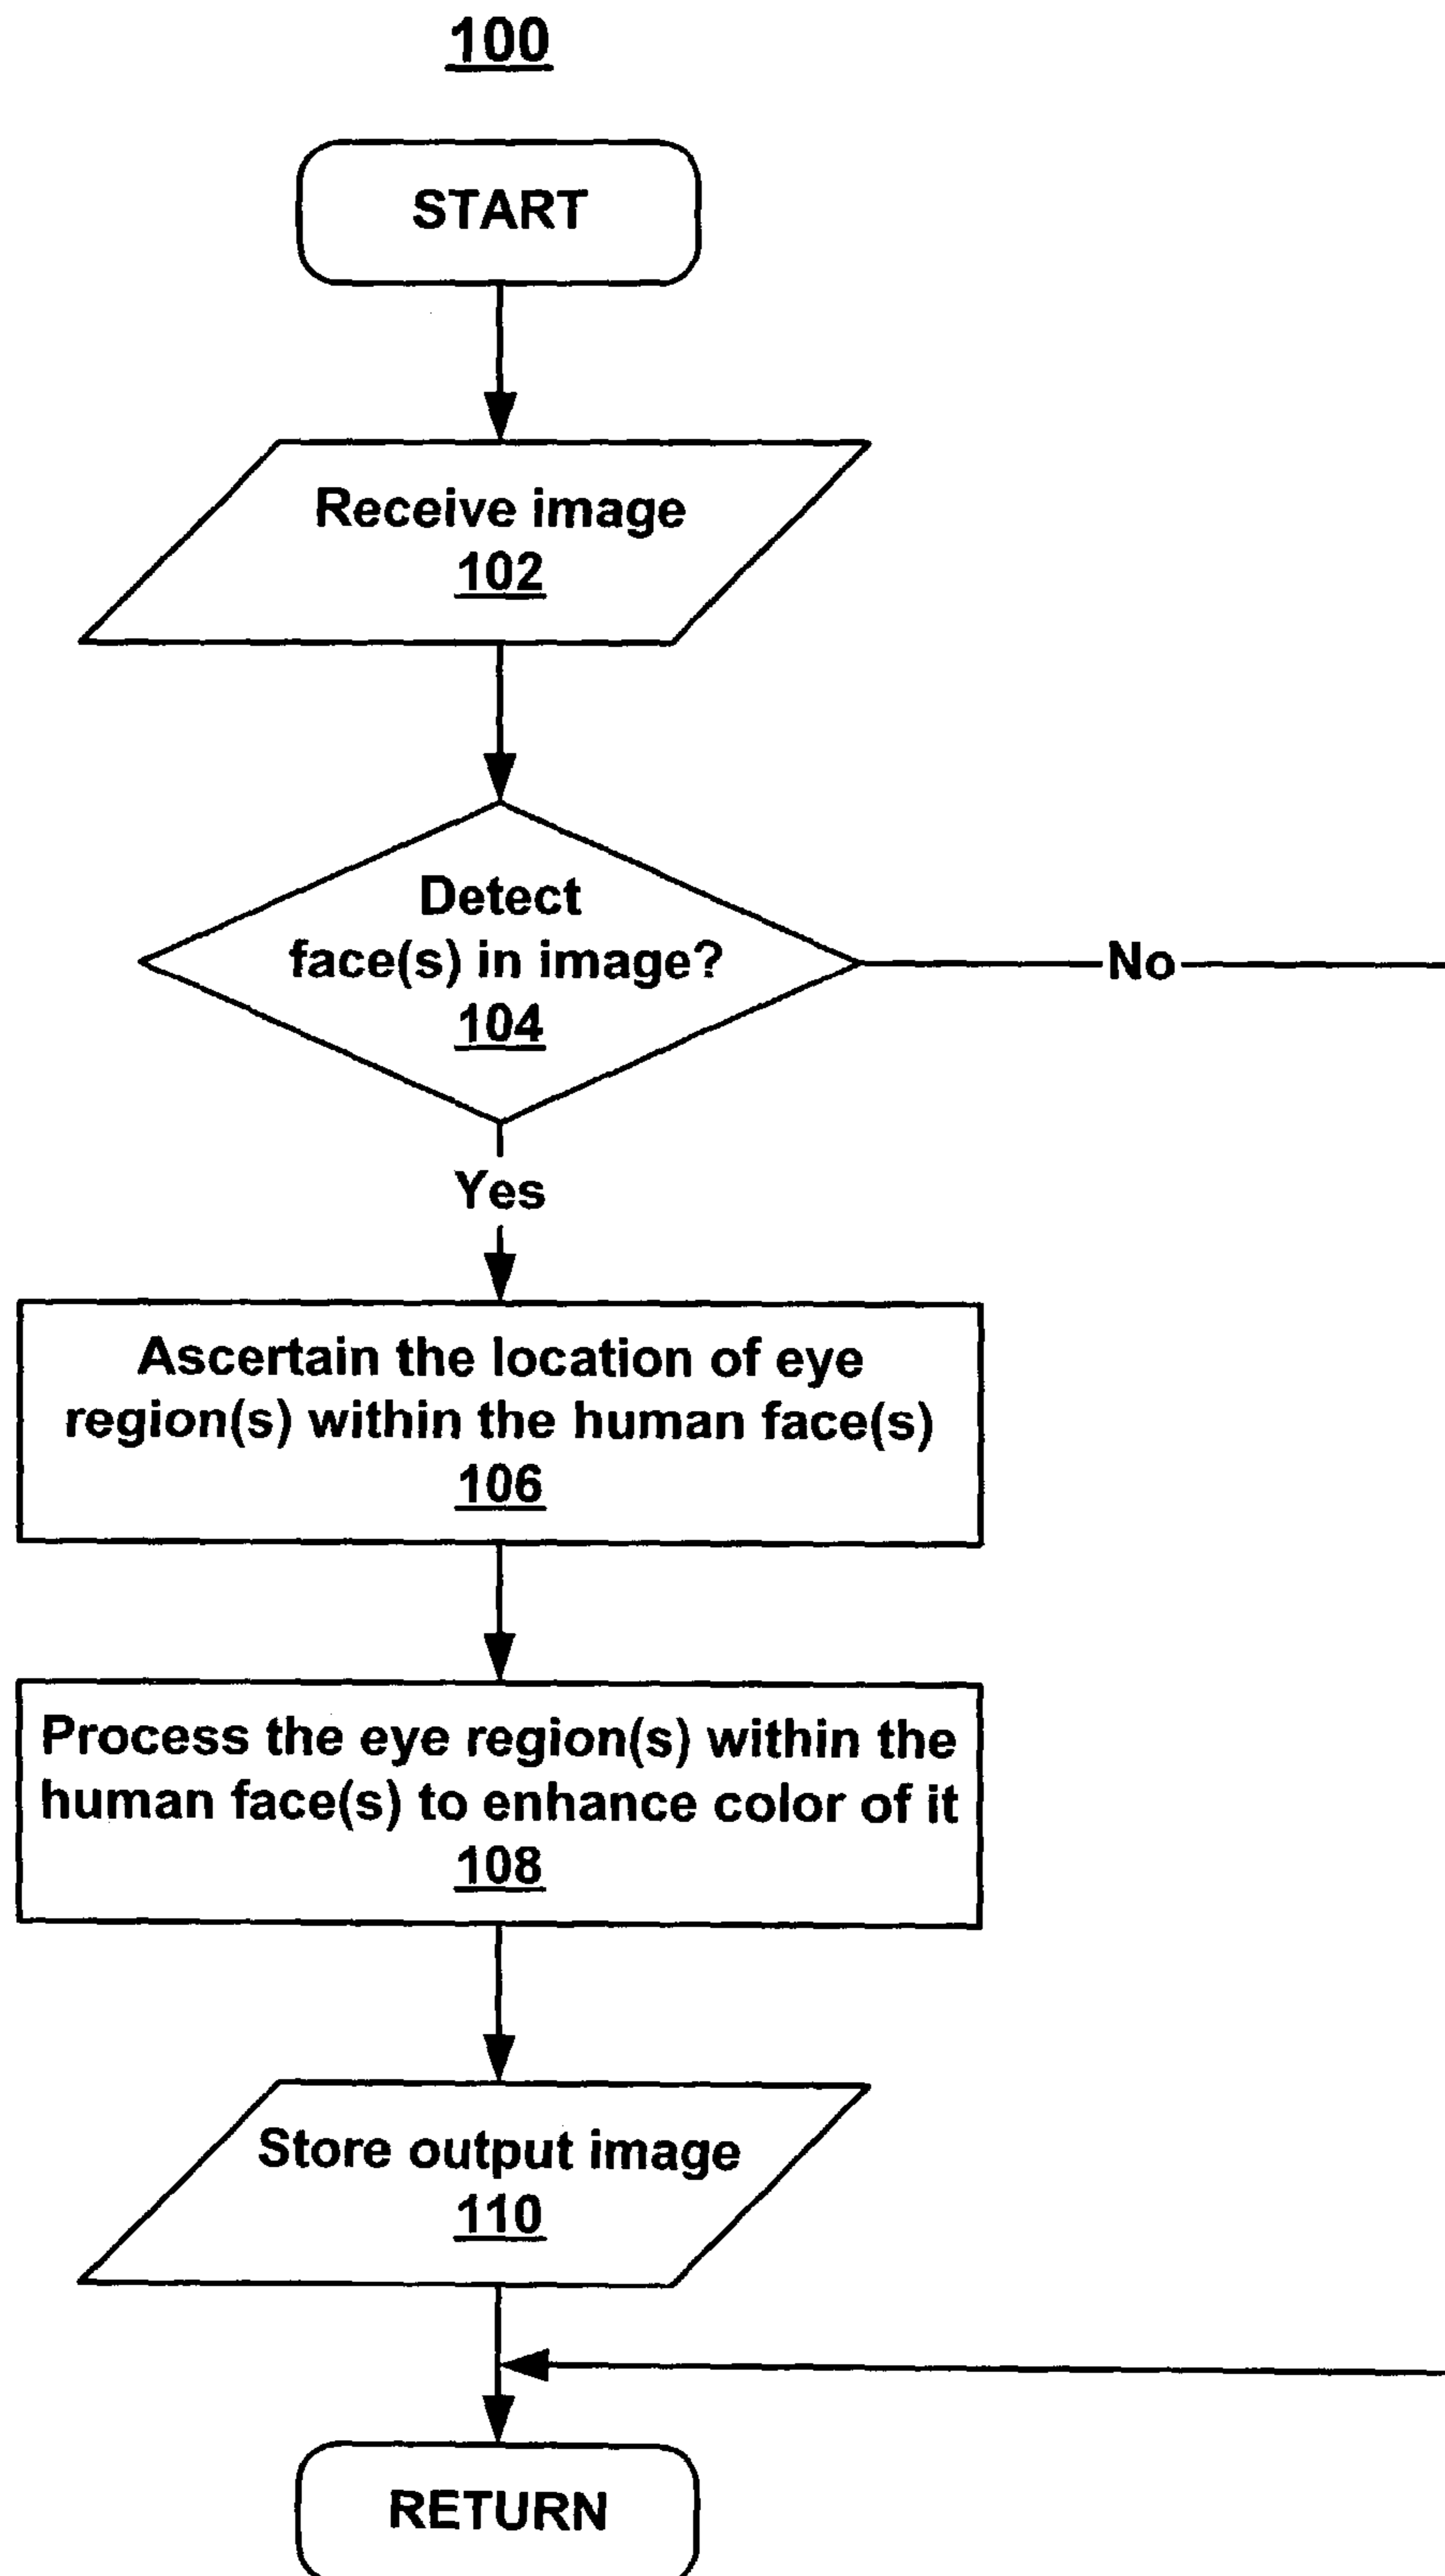 100
START
Receive image
102
Detect
face(s) in image?
104
No
Yes
Ascertain the location of eye
region(s) within the human face(s)
106
Process the eye region(s) within the
human face(s) to enhance color of it
108
Store output image
110
RETURN